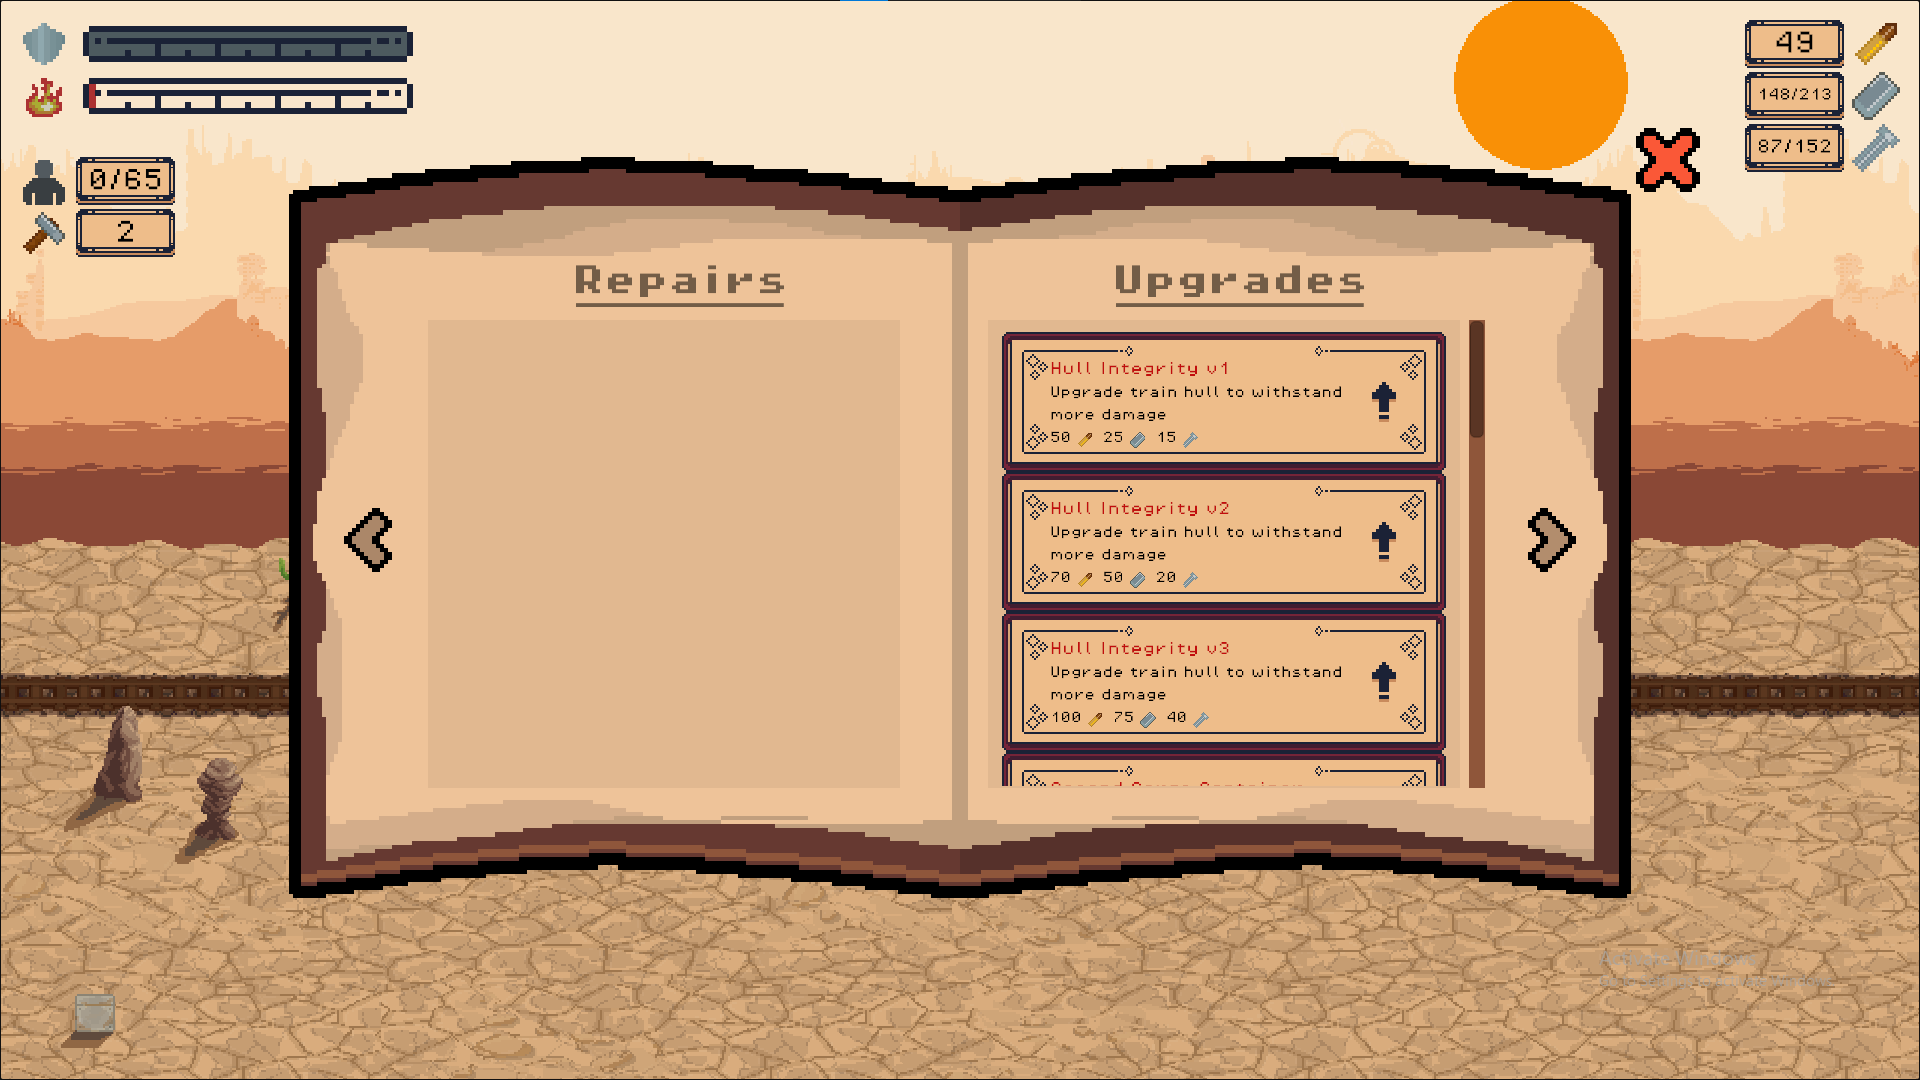 49
148/213
87/152
0/65
2
Repairs
Upgrades
Hull Integrity v1
Upgrade train hull to withstand
more damage
50 25 15
Hull Integrity v2
Upgrade train hull to withstand
more damage
70 50 20
Hull Integrity v3
Upgrade train hull to withstand
more damage
100 75 40